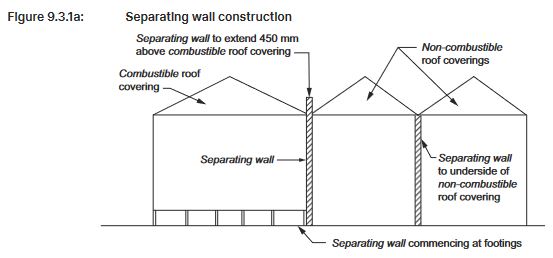 Figure 9.3.1a: Separating wall construction
Separating wall to extend 450 mm
above combustible roof covering
Non-combustible
roof coverings
Combustible roof
covering
Separating wall
Separating wall
to underside of
non-combustible
roof covering
Separating wall commencing at footings